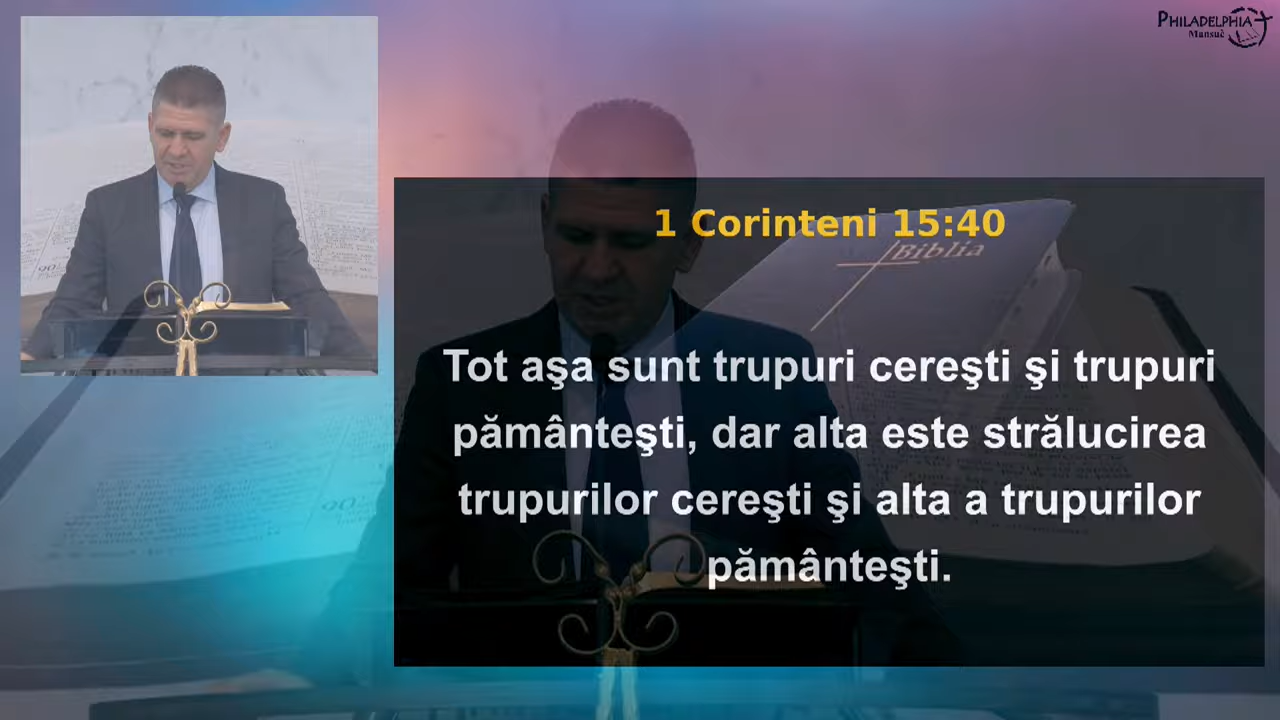 PHILADELPHIA
Mansuè
1 Corinteni 15:40
Biblia
Tot aşa sunt trupuri cereşti şi trupuri
pământeşti, dar alta este strălucirea
trupurilor cereşti şi alta a trupurilor
pământeşti.